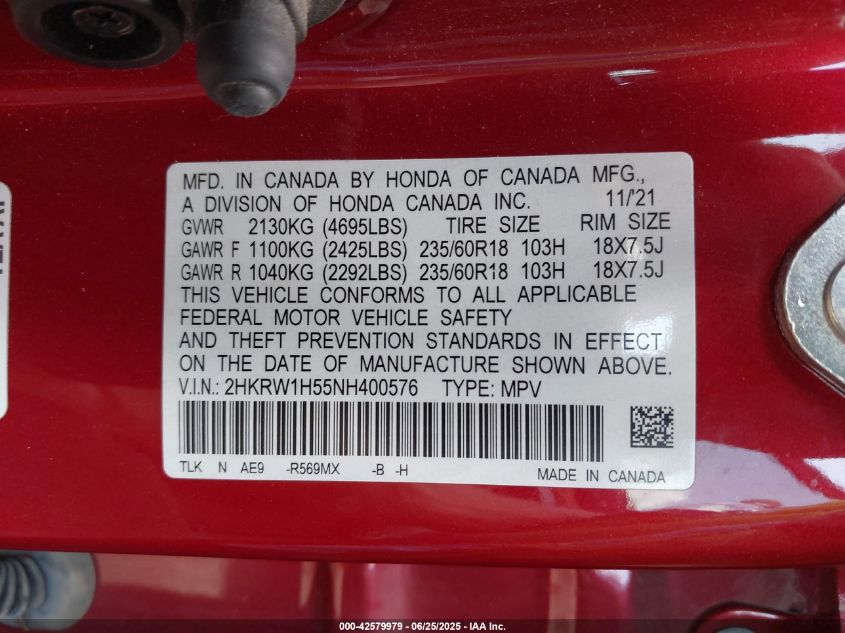 MFD. IN CANADA BY HONDA OF CANADA MFG.,
A DIVISION OF HONDA CANADA INC. 11/'21
GVWR 2130KG (4695LBS) TIRE SIZE RIM SIZE
GAWR F 1100KG (2425LBS) 235/60R18 103H 18X7.5J
GAWR R 1040KG (2292LBS) 235/60R18 103H 18X7.5J
THIS VEHICLE CONFORMS TO ALL APPLICABLE
FEDERAL MOTOR VEHICLE SAFETY
AND THEFT PREVENTION STANDARDS IN EFFECT
ON THE DATE OF MANUFACTURE SHOWN ABOVE.
V.I.N.: 2HKRW1H55NH400576 TYPE: MPV
TLK N AE9 -R569MX -B -H
MADE IN CANADA
000-42579979 - 06/25/2025 - IAA Inc.